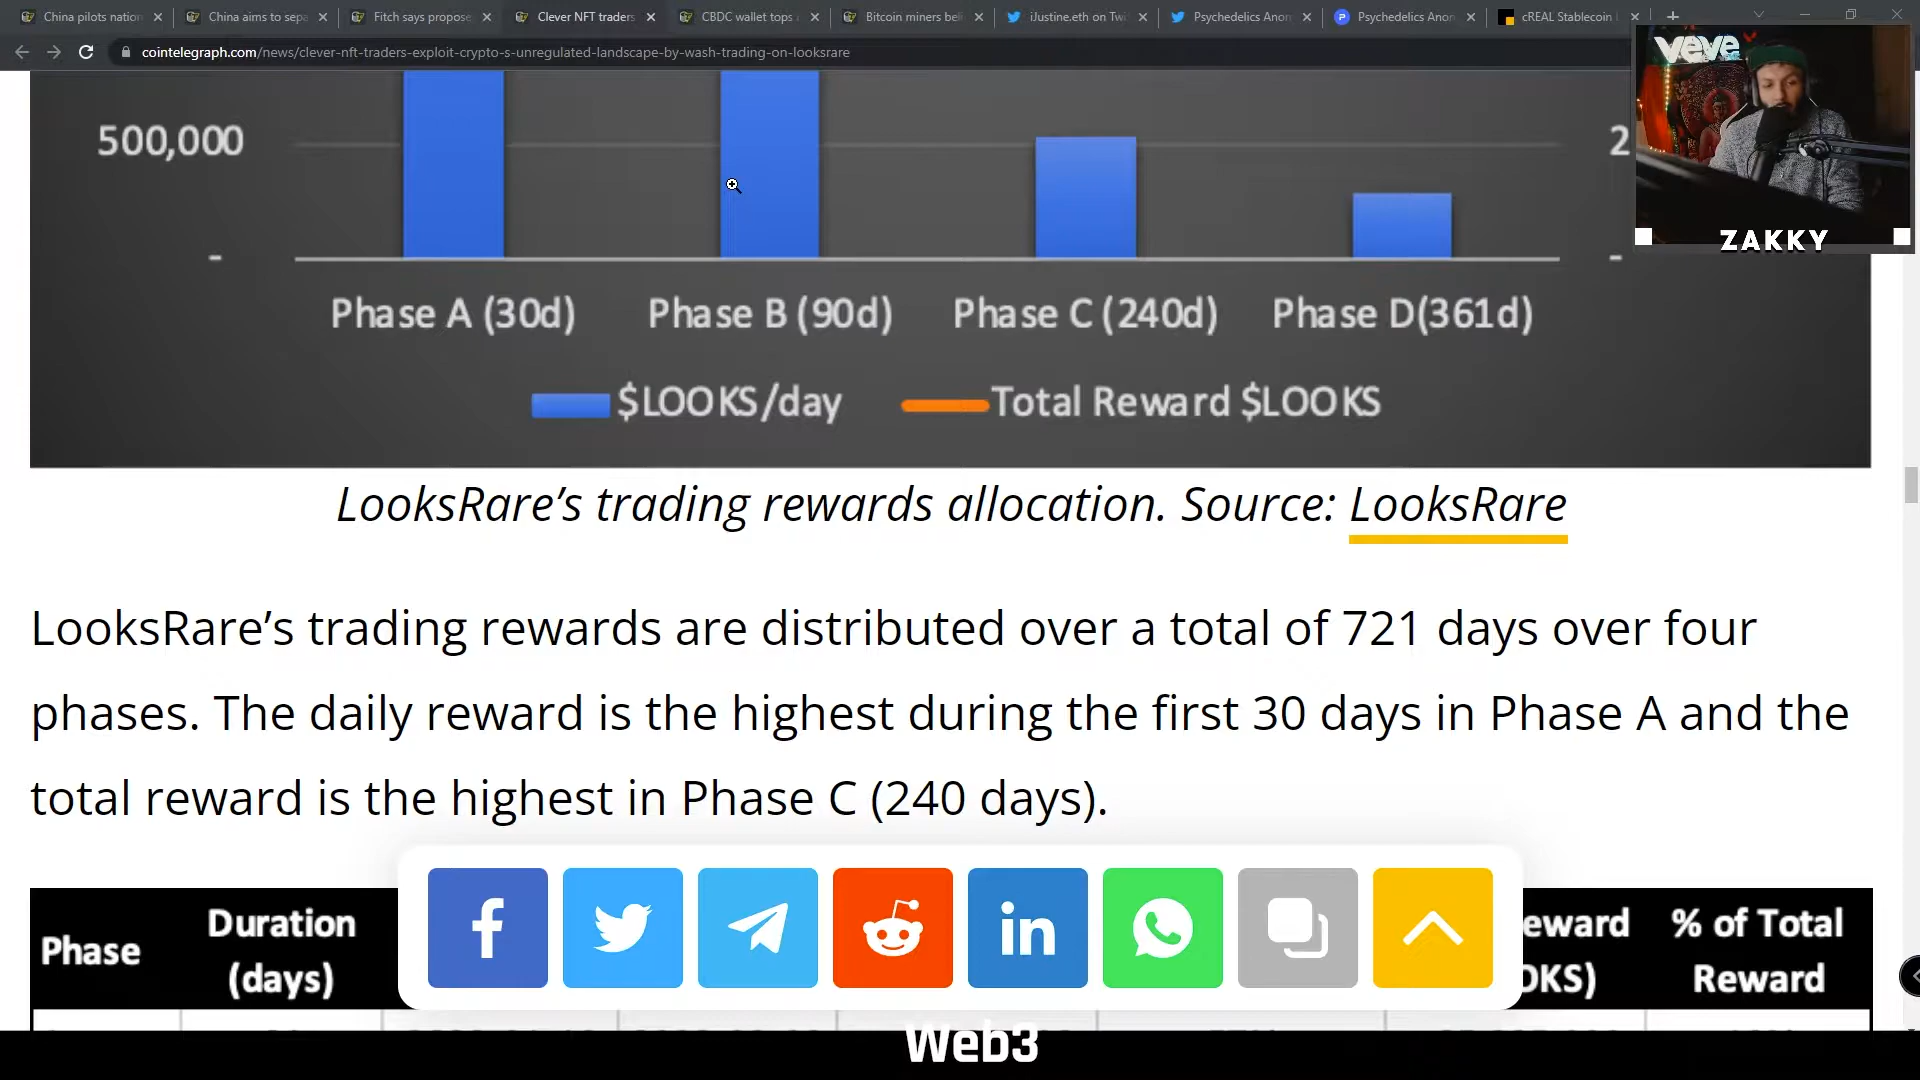 China pilots nation
China aims to sepa
Fitch says propose
Clever NFT traders
CBDC wallet tops
Bitcoin miners beli
iJustine.eth on Twi
Psychedelics Anon
Psychedelics Anon
cREAL Stablecoin
cointelegraph.com/news/clever-nft-traders-exploit-crypto-s-unregulated-landscape-by-wash-trading-on-looksrare
veve
ZAKKY
500,000
2
-
-
Phase A (30d)
Phase B (90d)
Phase C (240d)
Phase D(361d)
$LOOKS/day
Total Reward $LOOKS
LooksRare’s trading rewards allocation. Source: LooksRare
LooksRare’s trading rewards are distributed over a total of 721 days over four
phases. The daily reward is the highest during the first 30 days in Phase A and the
total reward is the highest in Phase C (240 days).
Phase
Duration
(days)
eward
OKS)
% of Total
Reward
Web3